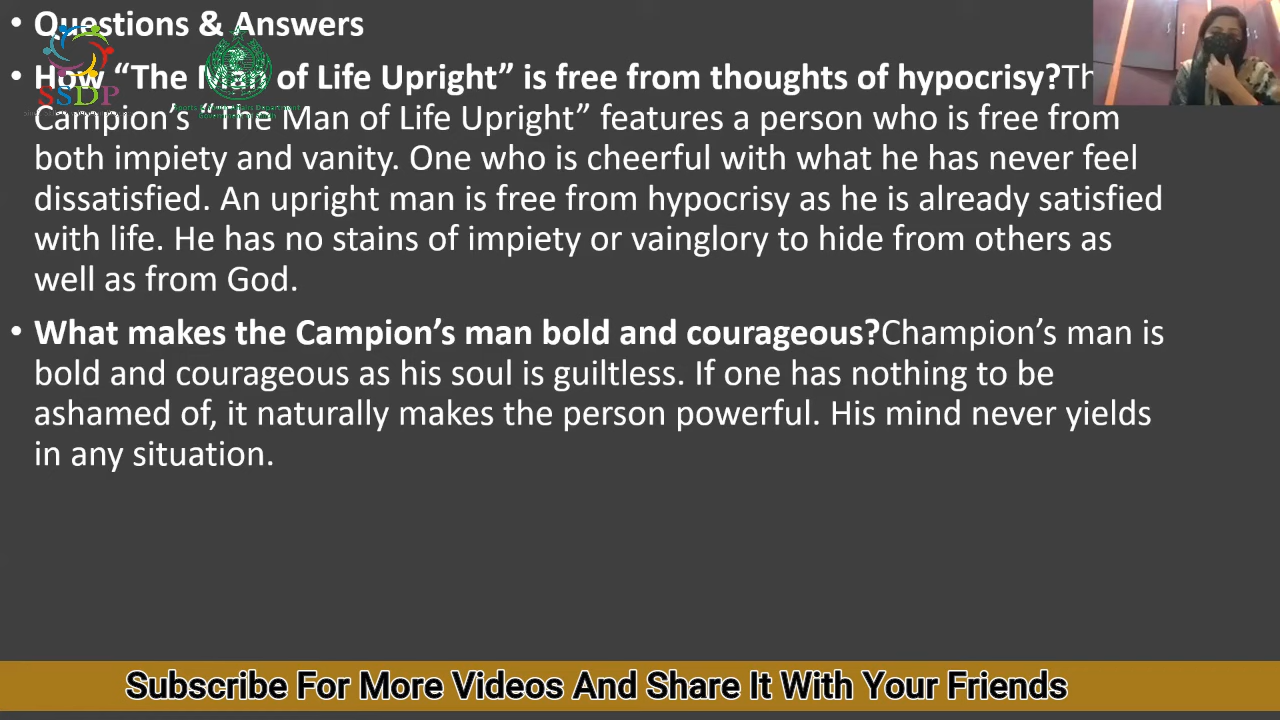 • Questions & Answers
• How “The Man of Life Upright” is free from thoughts of hypocrisy?Th
Campion’s “The Man of Life Upright” features a person who is free from
both impiety and vanity. One who is cheerful with what he has never feel
dissatisfied. An upright man is free from hypocrisy as he is already satisfied
with life. He has no stains of impiety or vainglory to hide from others as
well as from God.
• What makes the Campion’s man bold and courageous?Champion’s man is
bold and courageous as his soul is guiltless. If one has nothing to be
ashamed of, it naturally makes the person powerful. His mind never yields
in any situation.
SSDP
Government of Sindh
Subscribe For More Videos And Share It With Your Friends